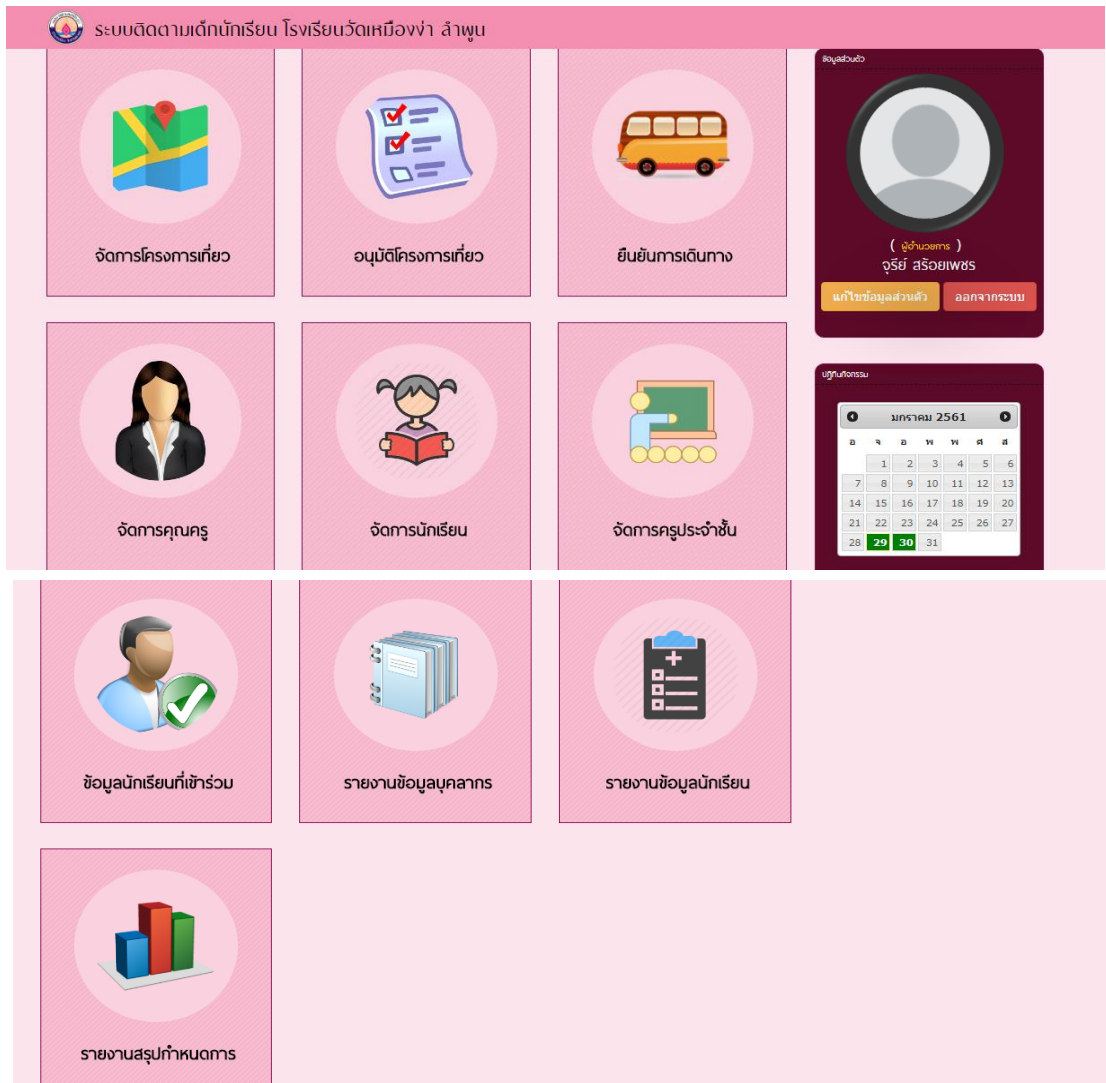 ระบบติดตามเด็กนักเรียน โรงเรียนวัดเหมืองง่า ลำพูน
จัดการโครงการเที่ยว
อนุมัติโครงการเที่ยว
ยืนยันการเดินทาง
ข้อมูลส่วนตัว
( ผู้อำนวยการ )
จุรีย์ สร้อยเพชร
แก้ไขข้อมูลส่วนตัว
ออกจากระบบ
จัดการคุณครู
จัดการนักเรียน
จัดการครูประจำชั้น
ปฎิทินกิจกรรม
มกราคม 2561
อ จ อ พ พ ศ ส
1 2 3 4 5 6
7 8 9 10 11 12 13
14 15 16 17 18 19 20
21 22 23 24 25 26 27
28 29 30 31
ข้อมูลนักเรียนที่เข้าร่วม
รายงานข้อมูลบุคลากร
รายงานข้อมูลนักเรียน
รายงานสรุปกำหนดการ